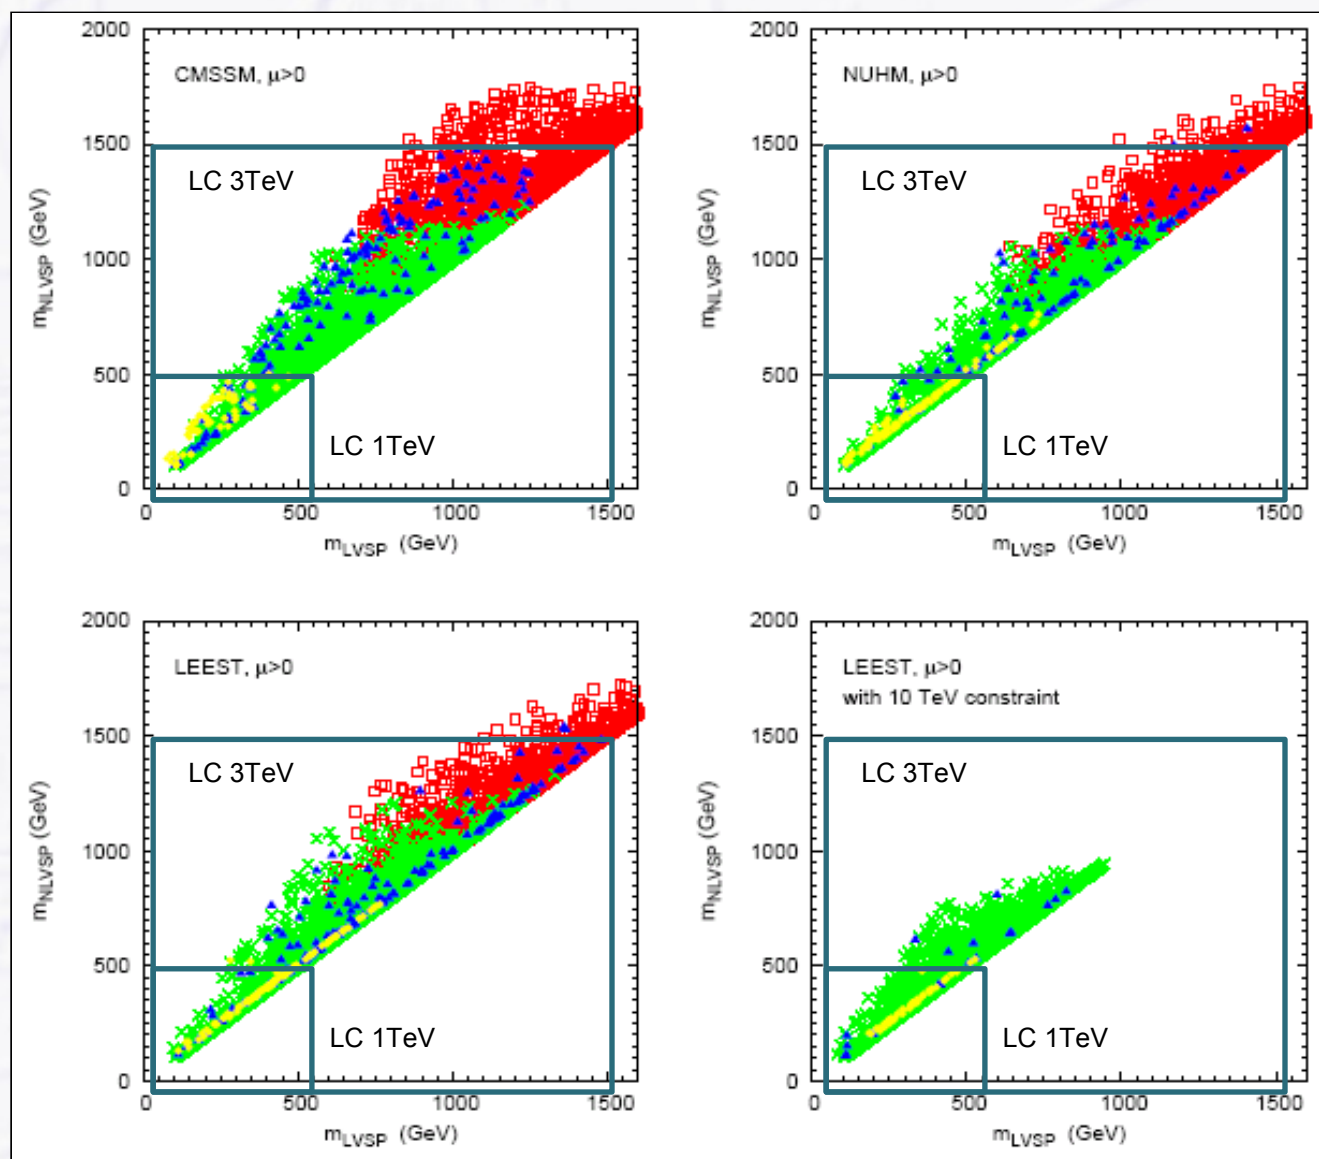 2000
CMSSM, μ>0
1500
LC 3TeV
1000
m_NLVSP (GeV)
500
LC 1TeV
0
0 500 1000 1500
m_LVSP (GeV)
2000
NUHM, μ>0
1500
LC 3TeV
1000
m_NLVSP (GeV)
500
LC 1TeV
0
0 500 1000 1500
m_LVSP (GeV)
2000
LEEST, μ>0
1500
LC 3TeV
1000
m_NLVSP (GeV)
500
LC 1TeV
0
0 500 1000 1500
m_LVSP (GeV)
2000
LEEST, μ>0
with 10 TeV constraint
1500
LC 3TeV
1000
m_NLVSP (GeV)
500
LC 1TeV
0
0 500 1000 1500
m_LVSP (GeV)